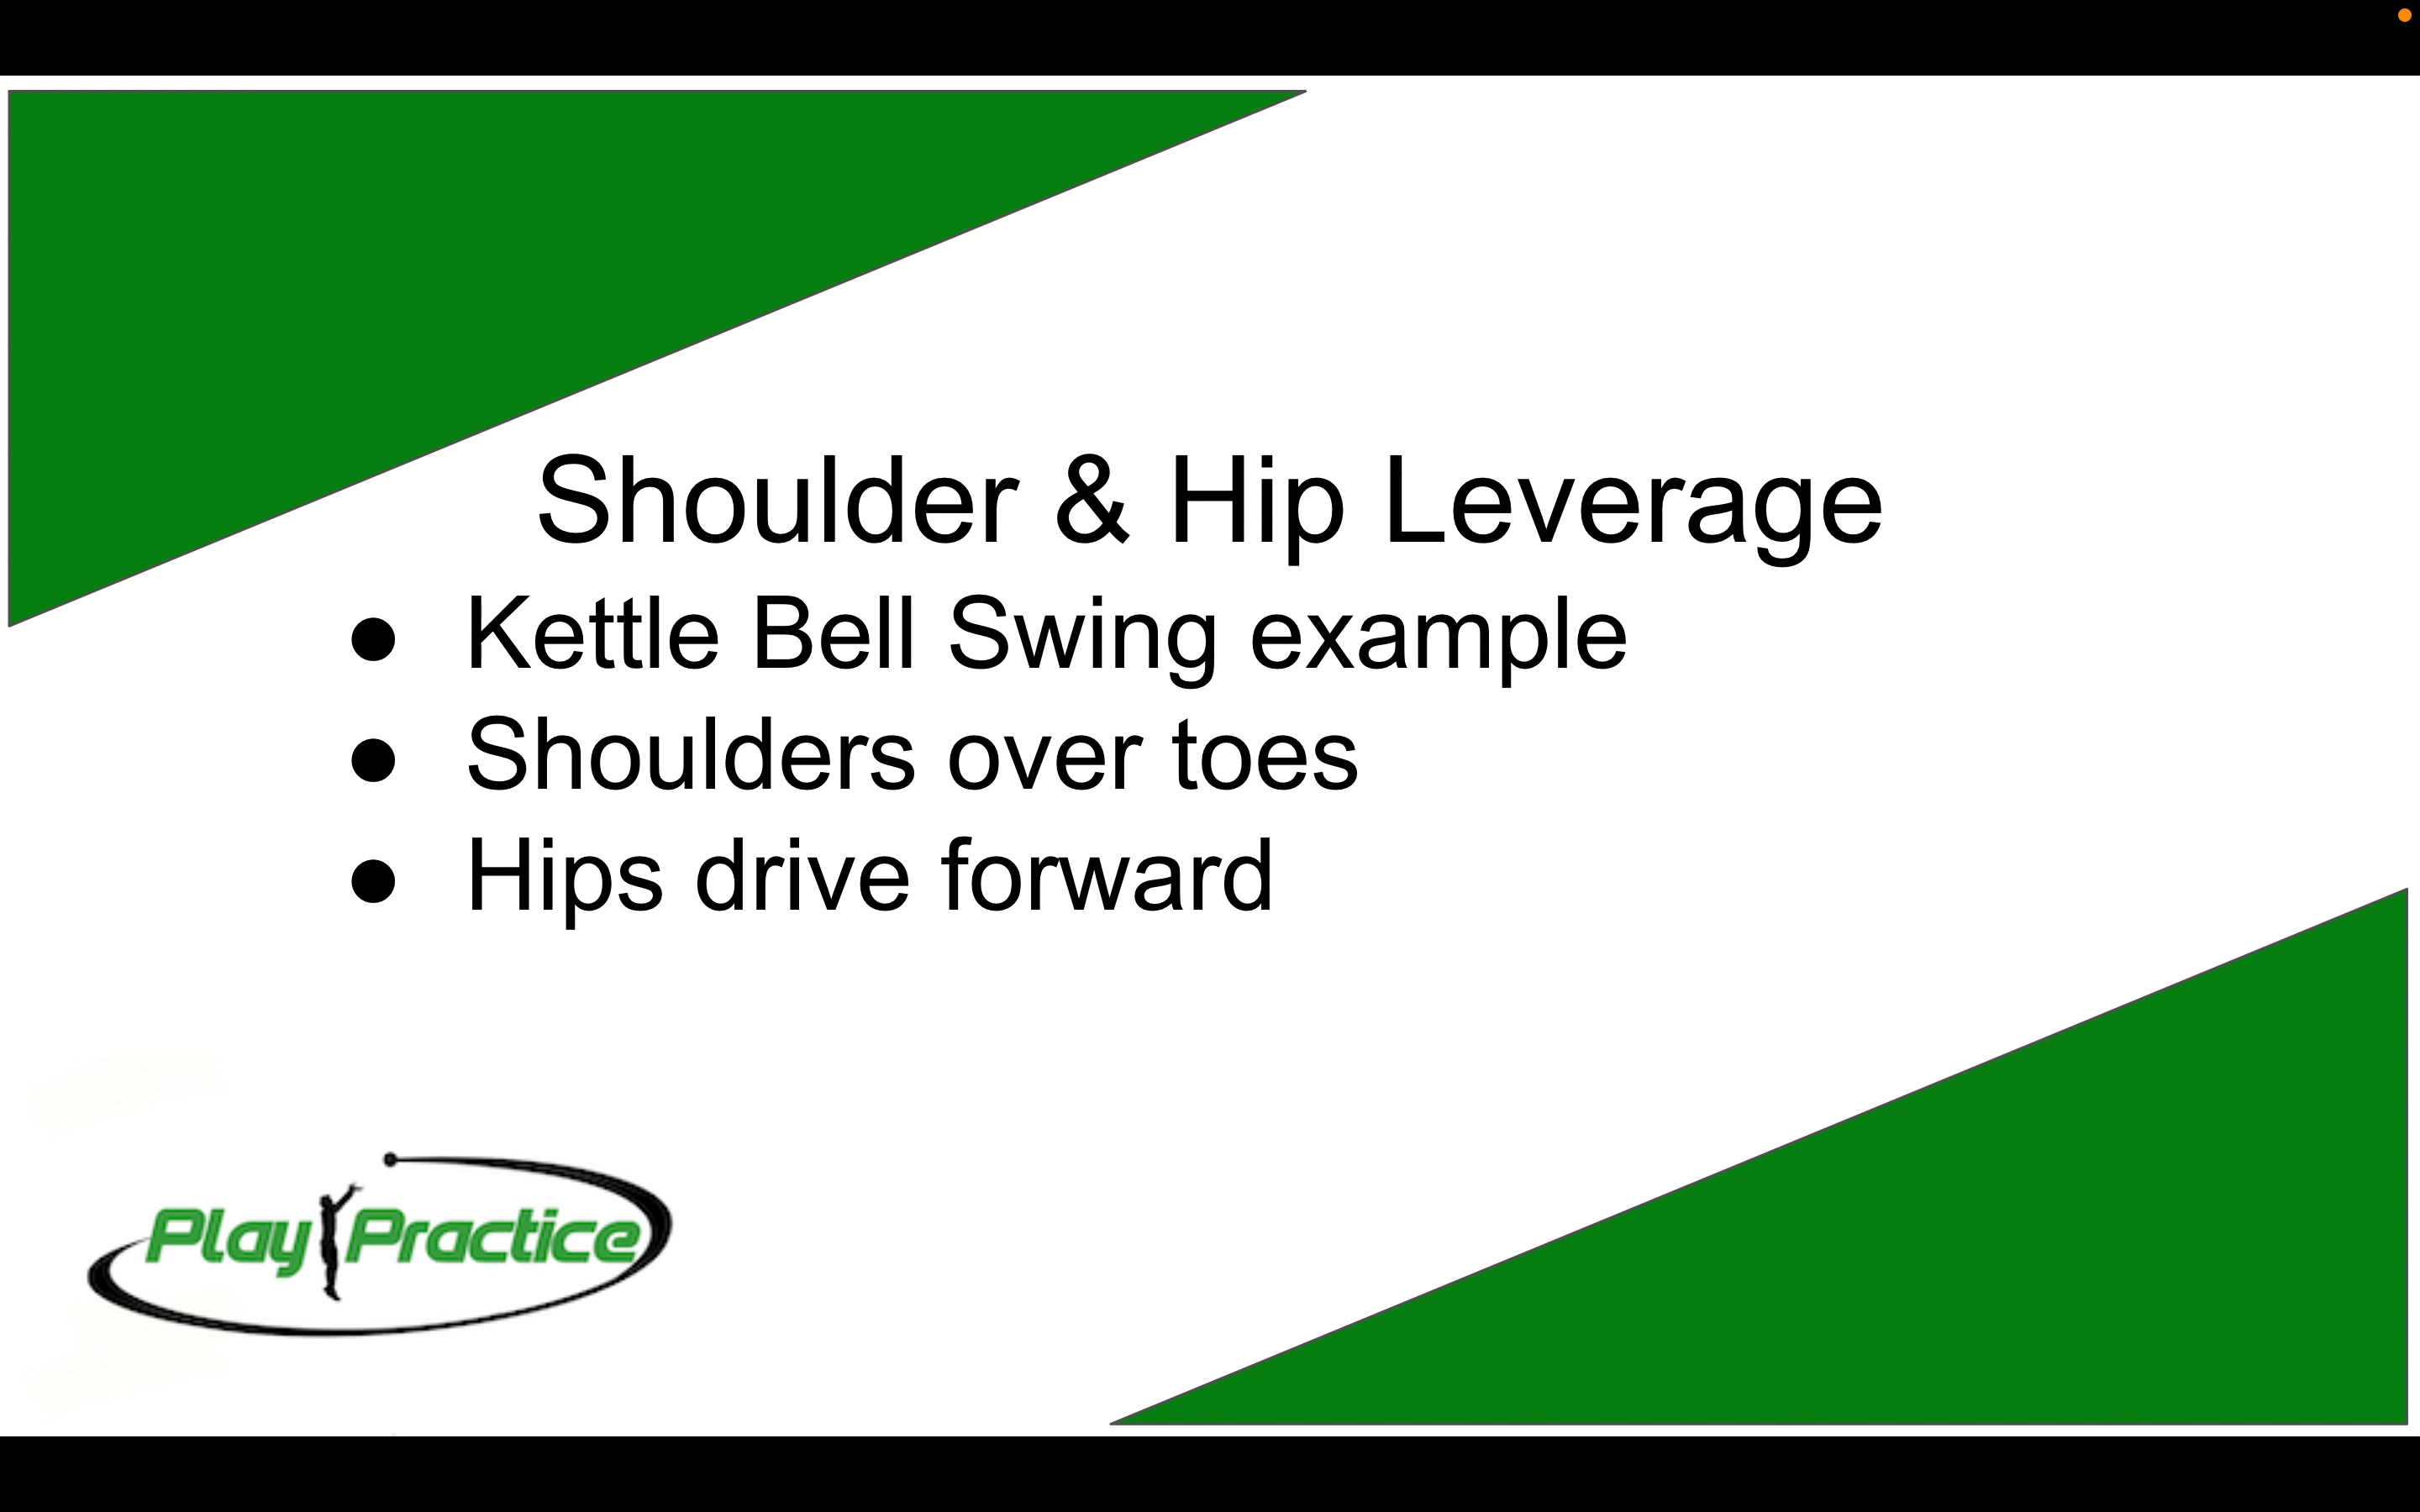 Shoulder & Hip Leverage
● Kettle Bell Swing example
● Shoulders over toes
● Hips drive forward
Play Practice